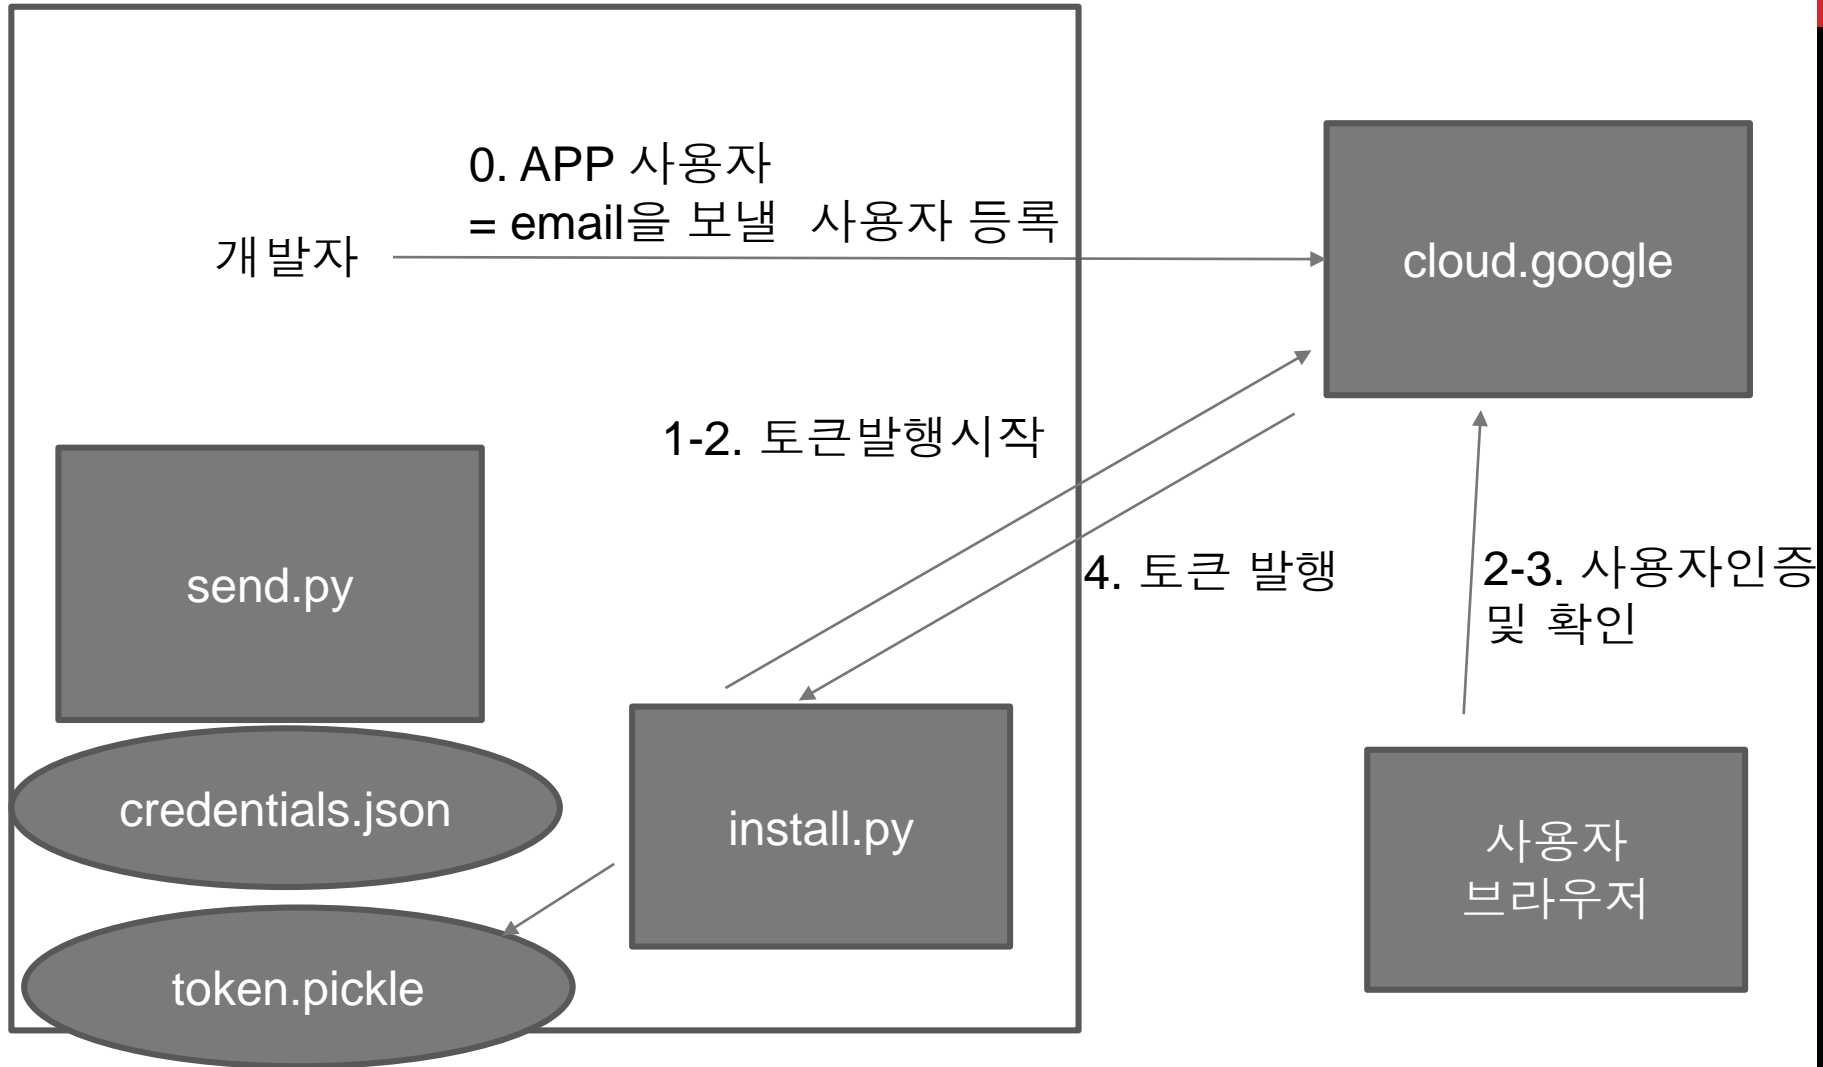 0. APP 사용자
= email을 보낼 사용자 등록
개발자
cloud.google
1-2. 토큰발행시작
send.py
4. 토큰 발행
2-3. 사용자인증
및 확인
credentials.json
install.py
사용자
브라우저
token.pickle